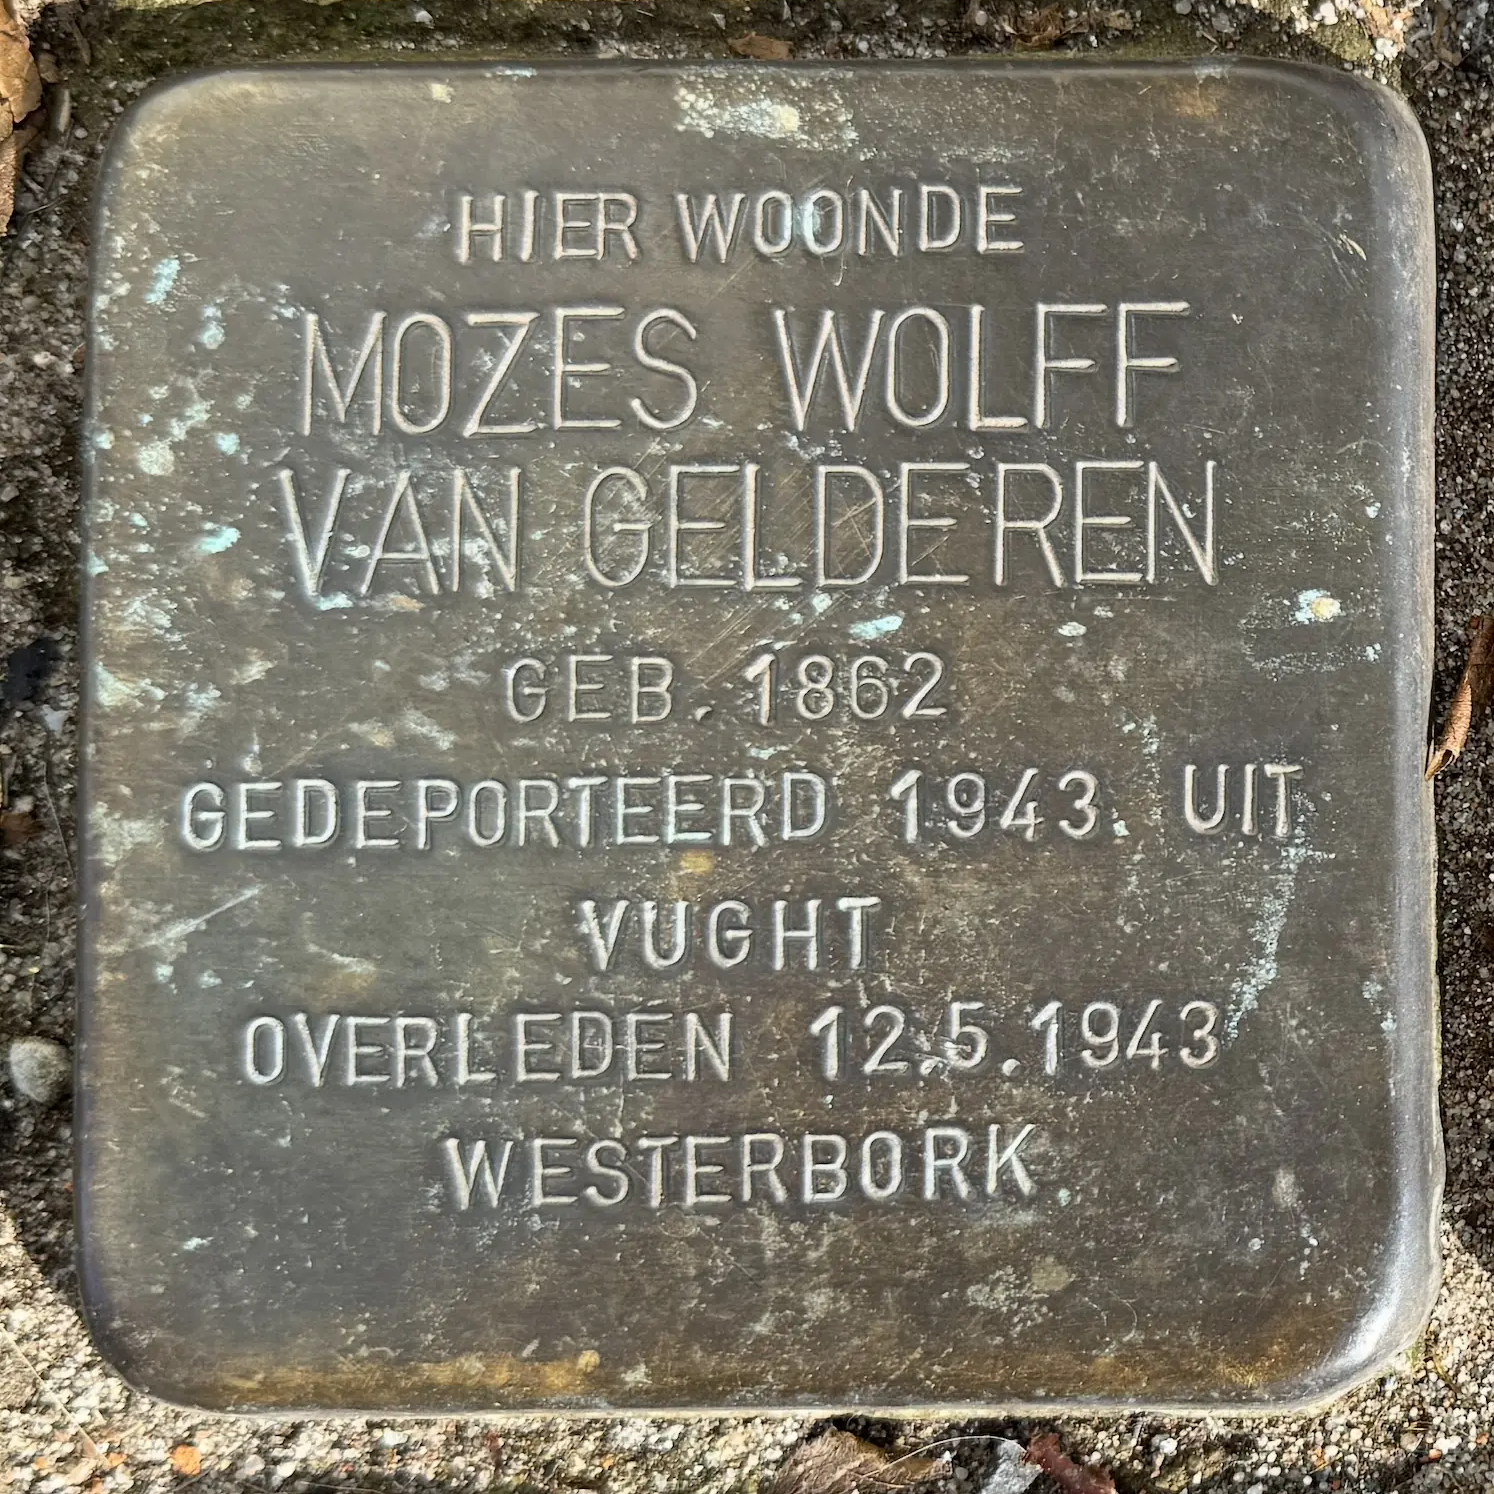 HIER WOONDE
MOZES WOLFF
VAN GELDEREN
GEB. 1862
GEDEPORTEERD 1943 UIT
VUGHT
OVERLEDEN 12.5.1943
WESTERBORK